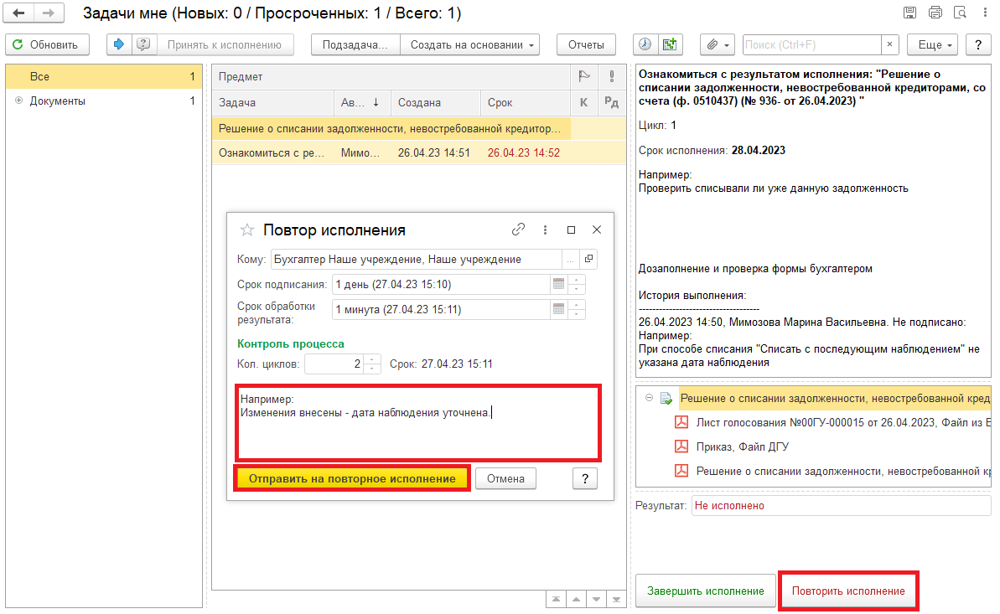 Задачи мне (Новых: 0 / Просроченных: 1 / Всего: 1)
Обновить
Принять к исполнению
Подзадача...
Создать на основании
Отчеты
Поиск (Ctrl+F)
×
Еще
?
Все 1
Документы 1
Предмет
Задача Ав... ↓ Создана Срок К Рд
Решение о списании задолженности, невостребованной кредитор...
Ознакомиться с ре... Мимо... 26.04.23 14:51 26.04.23 14:52
Повтор исполнения
Кому: Бухгалтер Наше учреждение, Наше учреждение ...
Срок подписания: 1 день (27.04.23 15:10)
Срок обработки
результата: 1 минута (27.04.23 15:11)
Контроль процесса
Кол. циклов: 2 Срок: 27.04.23 15:11
Например:
Изменения внесены - дата наблюдения уточнена.
Отправить на повторное исполнение
Отмена
?
Ознакомиться с результатом исполнения: "Решение о
списании задолженности, невостребованной кредиторами, со
счета (ф. 0510437) (№ 936- от 26.04.2023) "
Цикл: 1
Срок исполнения: 28.04.2023
Например:
Проверить списывали ли уже данную задолженность
Дозаполнение и проверка формы бухгалтером
История выполнения:
------------------------------------
26.04.2023 14:50, Мимозова Марина Васильевна. Не подписано:
Например:
При способе списания "Списать с последующим наблюдением" не
указана дата наблюдения
Решение о списании задолженности, невостребованной кред
Лист голосования №00ГУ-000015 от 26.04.2023, Файл из Е
Приказ, Файл ДГУ
Решение о списании задолженности, невостребованной кр
Результат: Не исполнено
Завершить исполнение
Повторить исполнение